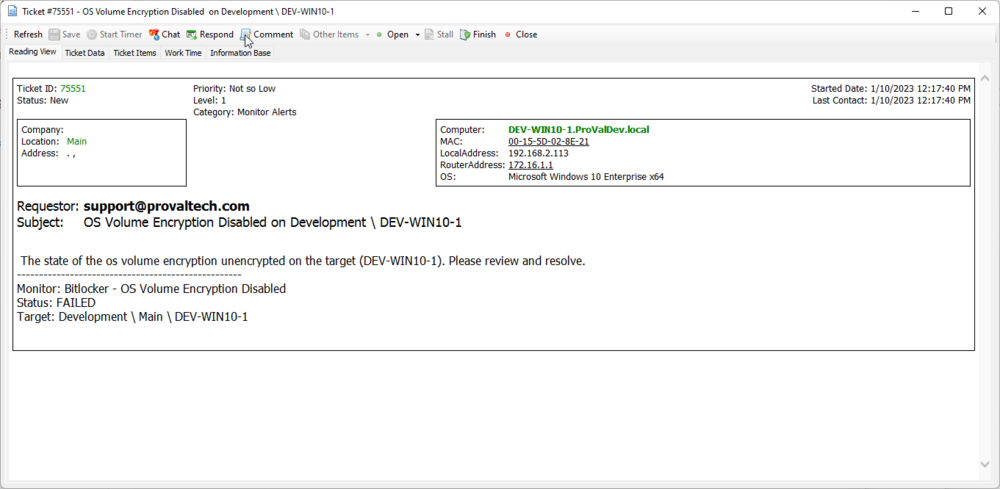 Ticket #75551 - OS Volume Encryption Disabled on Development \ DEV-WIN10-1
Refresh Save Start Timer Chat Respond Comment Other Items Open Stall Finish Close
Reading View Ticket Data Ticket Items Work Time Information Base
Ticket ID: 75551 Priority: Not so Low Started Date: 1/10/2023 12:17:40 PM
Status: New Level: 1 Last Contact: 1/10/2023 12:17:40 PM
Category: Monitor Alerts
Company: Computer: DEV-WIN10-1.ProValDev.local
Location: Main MAC: 00-15-5D-02-8E-21
Address: . , LocalAddress: 192.168.2.113
RouterAddress: 172.16.1.1
OS: Microsoft Windows 10 Enterprise x64
Requestor: support@provaltech.com
Subject: OS Volume Encryption Disabled on Development \ DEV-WIN10-1
The state of the os volume encryption unencrypted on the target (DEV-WIN10-1). Please review and resolve.
---------------------------------------------------
Monitor: Bitlocker - OS Volume Encryption Disabled
Status: FAILED
Target: Development \ Main \ DEV-WIN10-1